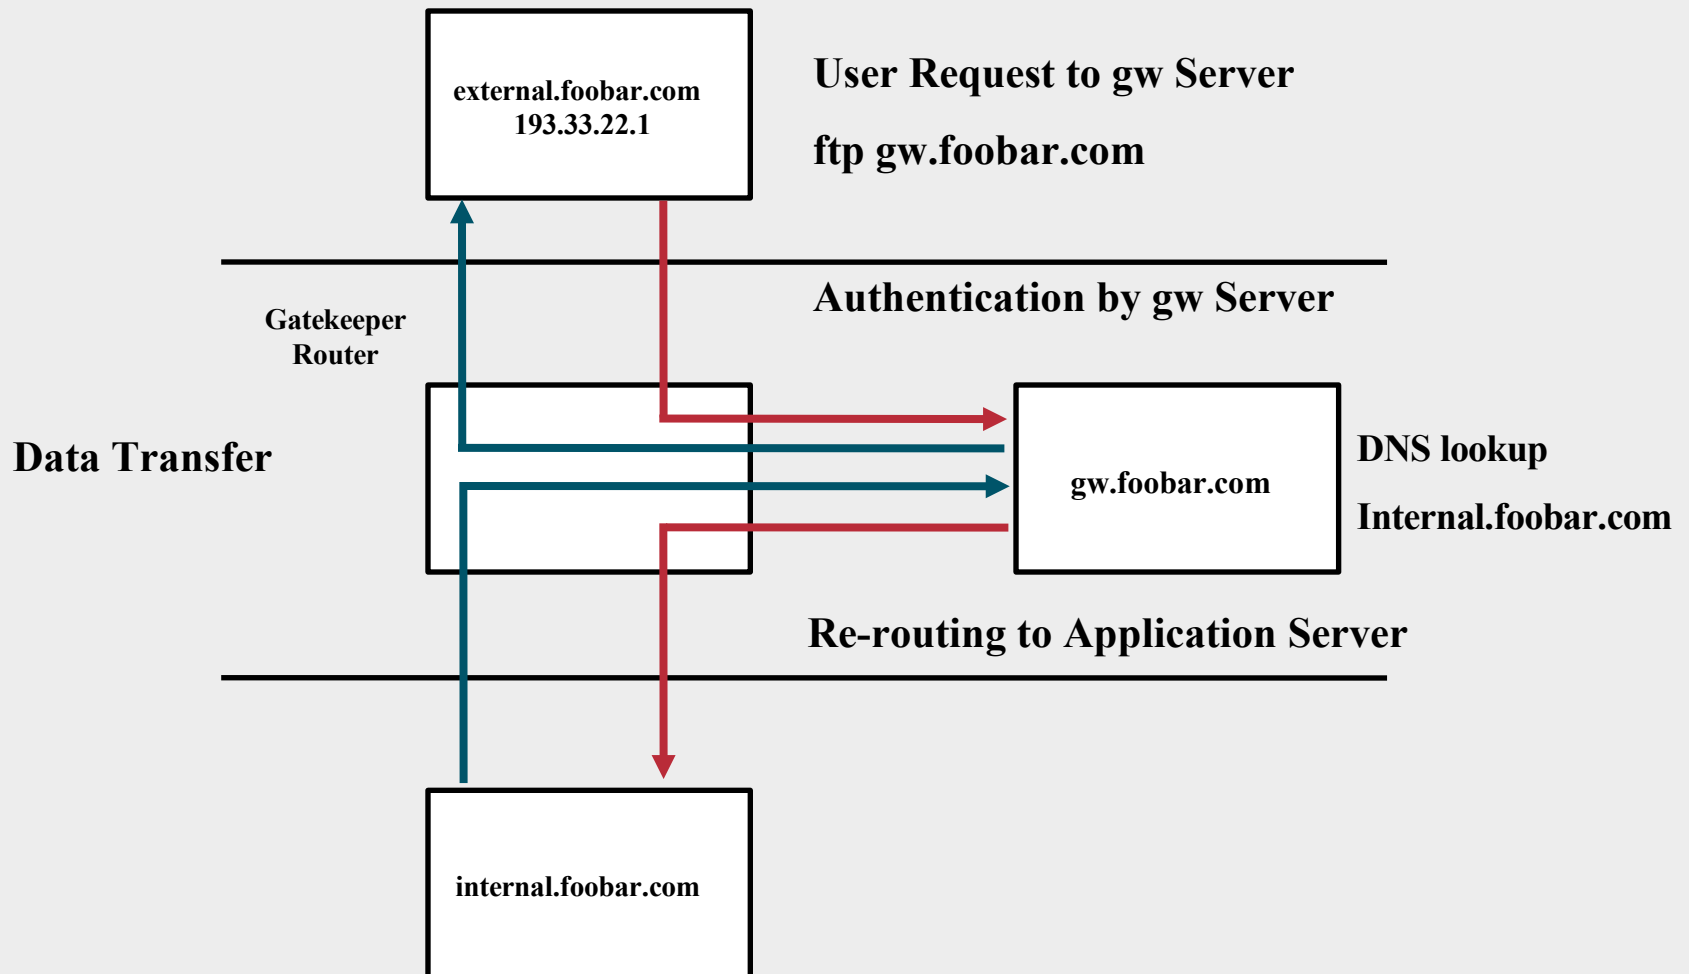 external.foobar.com
193.33.22.1
User Request to gw Server
ftp gw.foobar.com
Authentication by gw Server
Gatekeeper
Router
Data Transfer
gw.foobar.com
DNS lookup
Internal.foobar.com
Re-routing to Application Server
internal.foobar.com